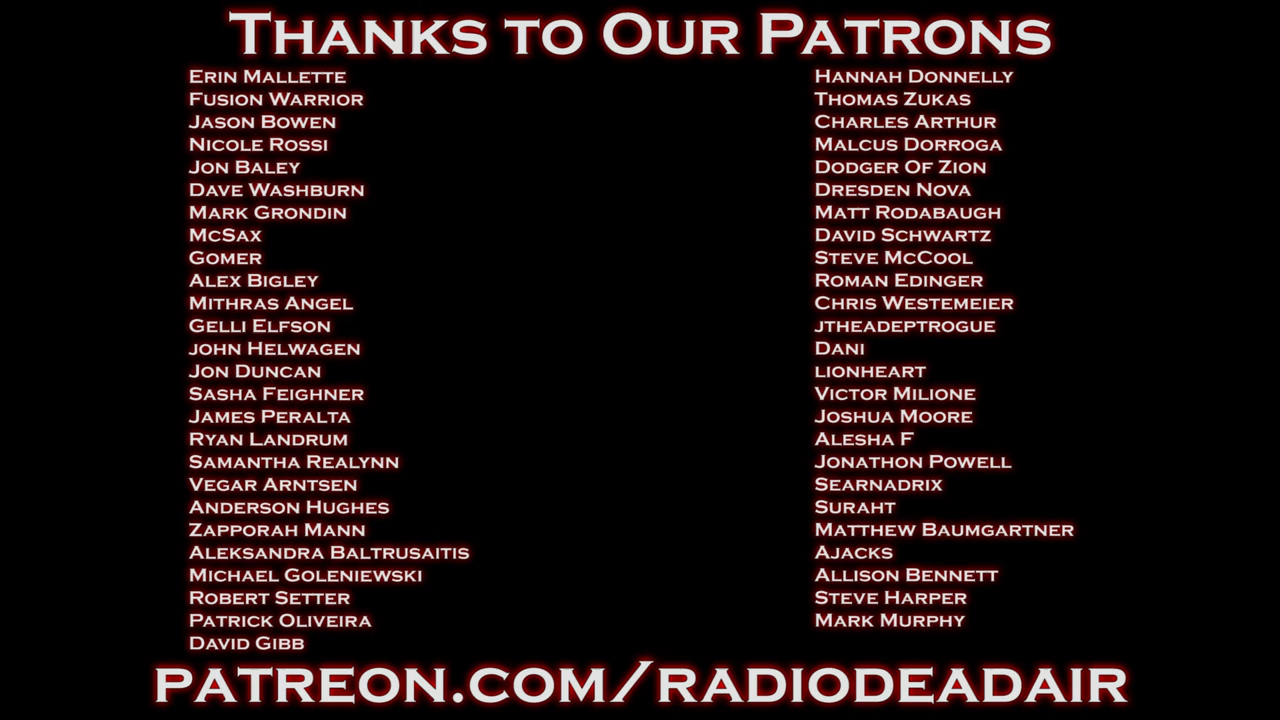 Thanks to Our Patrons
Erin Mallette
Fusion Warrior
Jason Bowen
Nicole Rossi
Jon Baley
Dave Washburn
Mark Grondin
McSax
Gomer
Alex Bigley
Mithras Angel
Gelli Elfson
john Helwagen
Jon Duncan
Sasha Feighner
James Peralta
Ryan Landrum
Samantha Realynn
Vegar Arntsen
Anderson Hughes
Zapporah Mann
Aleksandra Baltrusaitis
Michael Goleniewski
Robert Setter
Patrick Oliveira
David Gibb
Hannah Donnelly
Thomas Zukas
Charles Arthur
Malcus Dorroga
Dodger Of Zion
Dresden Nova
Matt Rodabaugh
David Schwartz
Steve McCool
Roman Edinger
Chris Westemeier
jtheadeptrogue
Dani
lionheart
Victor Milione
Joshua Moore
Alesha F
Jonathon Powell
Searnadrix
Suraht
Matthew Baumgartner
Ajacks
Allison Bennett
Steve Harper
Mark Murphy
patreon.com/radiodeadair